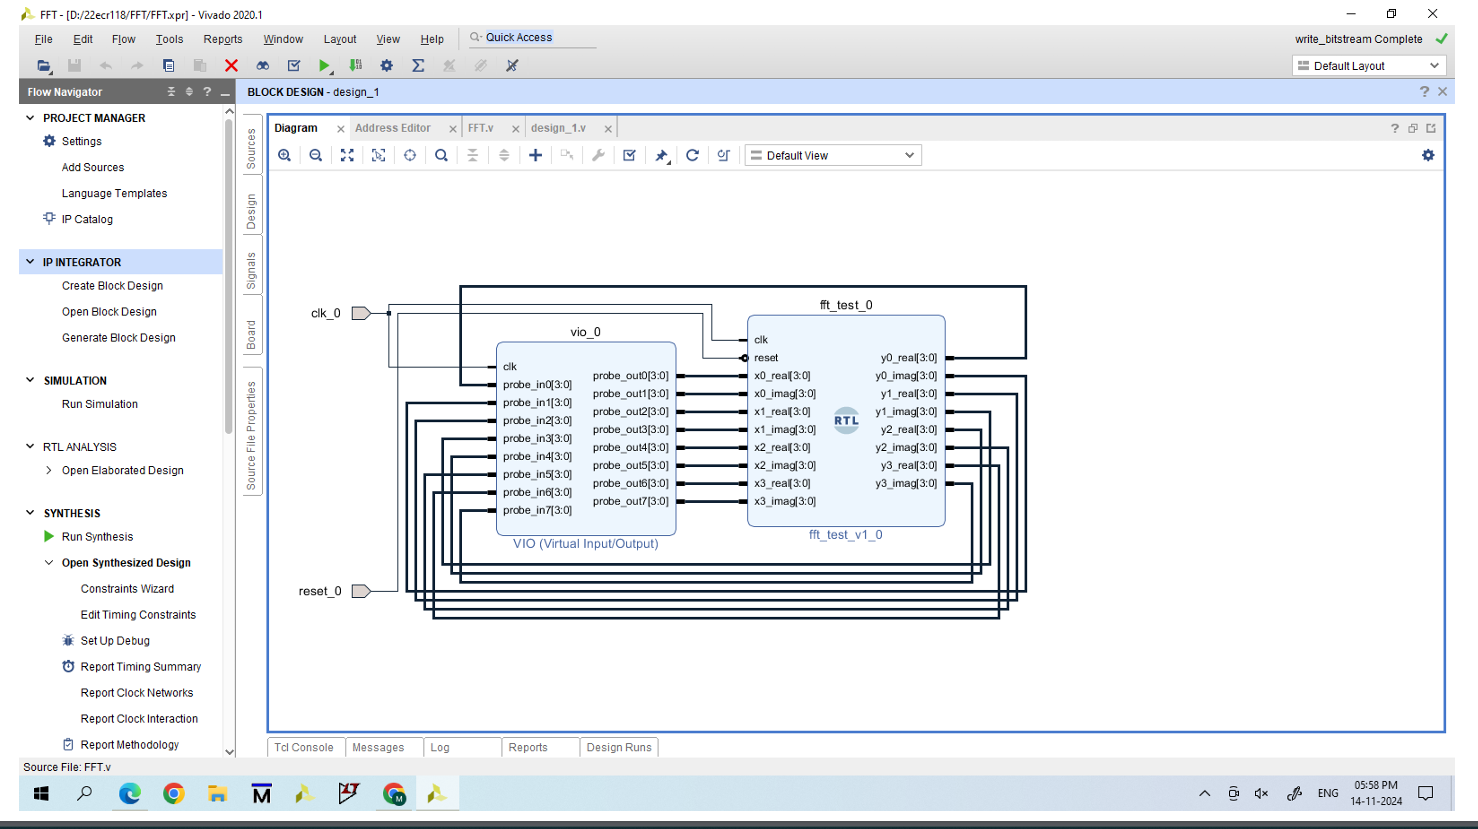 FFT - [D:/22ecr118/FFT/FFT.xpr] - Vivado 2020.1
File Edit Flow Tools Reports Window Layout View Help Quick Access
write_bitstream Complete
Default Layout
Flow Navigator
PROJECT MANAGER
Settings
Add Sources
Language Templates
IP Catalog
IP INTEGRATOR
Create Block Design
Open Block Design
Generate Block Design
SIMULATION
Run Simulation
RTL ANALYSIS
Open Elaborated Design
SYNTHESIS
Run Synthesis
Open Synthesized Design
Constraints Wizard
Edit Timing Constraints
Set Up Debug
Report Timing Summary
Report Clock Networks
Report Clock Interaction
Report Methodology
BLOCK DESIGN - design_1
Sources
Design
Signals
Board
Source File Properties
Diagram Address Editor FFT.v design_1.v
Default View
clk_0
reset_0
vio_0
clk
probe_in0[3:0]
probe_in1[3:0]
probe_in2[3:0]
probe_in3[3:0]
probe_in4[3:0]
probe_in5[3:0]
probe_in6[3:0]
probe_in7[3:0]
probe_out0[3:0]
probe_out1[3:0]
probe_out2[3:0]
probe_out3[3:0]
probe_out4[3:0]
probe_out5[3:0]
probe_out6[3:0]
probe_out7[3:0]
VIO (Virtual Input/Output)
fft_test_0
clk
reset
x0_real[3:0]
x0_imag[3:0]
x1_real[3:0]
x1_imag[3:0]
x2_real[3:0]
x2_imag[3:0]
x3_real[3:0]
x3_imag[3:0]
RTL
y0_real[3:0]
y0_imag[3:0]
y1_real[3:0]
y1_imag[3:0]
y2_real[3:0]
y2_imag[3:0]
y3_real[3:0]
y3_imag[3:0]
fft_test_v1_0
Tcl Console Messages Log Reports Design Runs
Source File: FFT.v
ENG
05:58 PM
14-11-2024